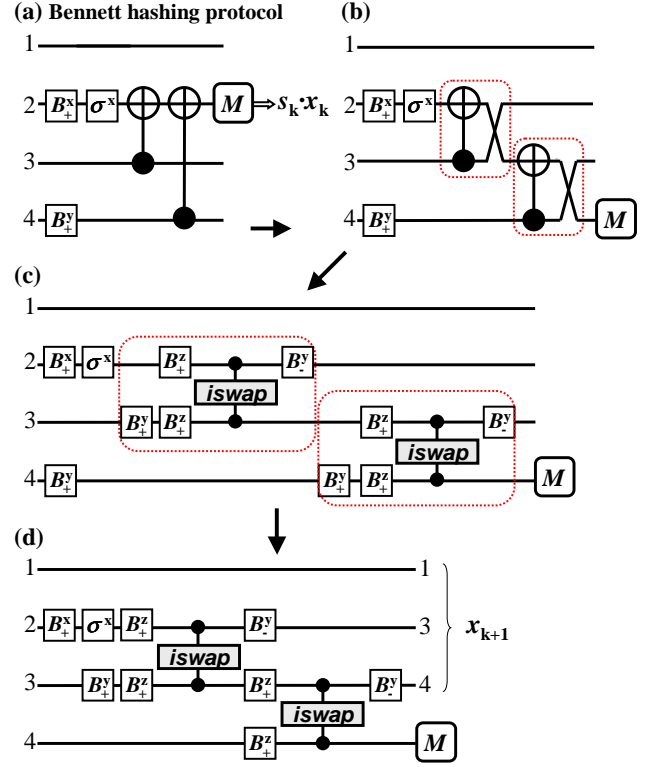 (a) Bennett hashing protocol (b)
1 1
2 B₊ˣ σˣ M ⇒ sₖ·xₖ 2 B₊ˣ σˣ
3 3
4 B₊ʸ 4 B₊ʸ M
(c)
1
2 B₊ˣ σˣ B₊ᶻ B₋ʸ
iswap
3 B₊ʸ B₊ᶻ B₊ᶻ B₋ʸ
iswap
4 B₊ʸ B₊ʸ B₊ᶻ M
(d)
1 1
2 B₊ˣ σˣ B₊ᶻ B₋ʸ 3 xₖ₊₁
iswap
3 B₊ʸ B₊ᶻ B₊ᶻ B₋ʸ 4
iswap
4 B₊ᶻ M